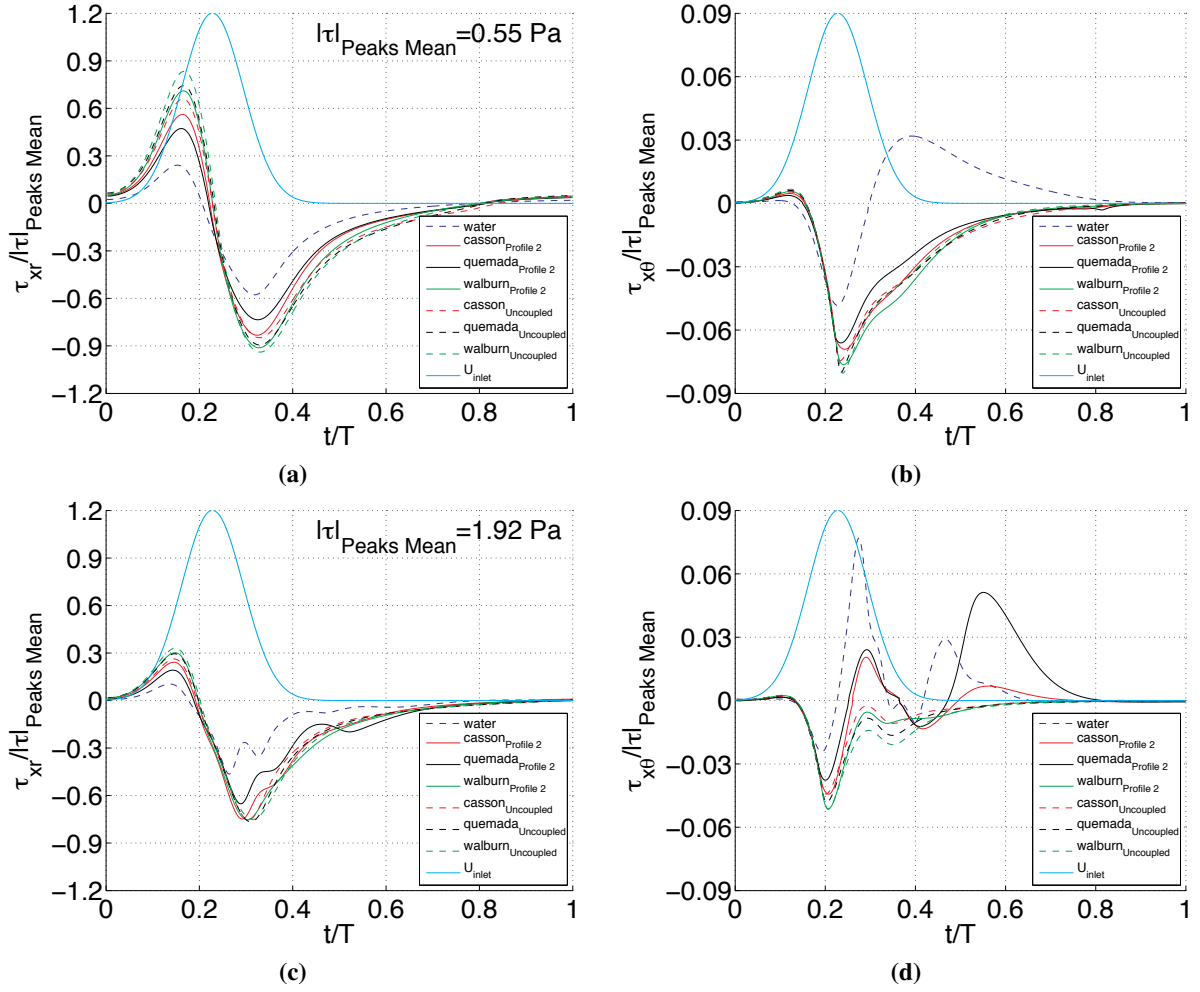 |τ|Peaks Mean=0.55 Pa
1.2
0.9
0.6
0.3
0
−0.3
−0.6
−0.9
−1.2
τxr/|τ|Peaks Mean
0 0.2 0.4 0.6 0.8 1
t/T
water
cassonProfile 2
quemadaProfile 2
walburnProfile 2
cassonUncoupled
quemadaUncoupled
walburnUncoupled
Uinlet
(a)
0.09
0.06
0.03
0
−0.03
−0.06
−0.09
τxθ/|τ|Peaks Mean
0 0.2 0.4 0.6 0.8 1
t/T
water
cassonProfile 2
quemadaProfile 2
walburnProfile 2
cassonUncoupled
quemadaUncoupled
walburnUncoupled
Uinlet
(b)
|τ|Peaks Mean=1.92 Pa
1.2
0.9
0.6
0.3
0
−0.3
−0.6
−0.9
−1.2
τxr/|τ|Peaks Mean
0 0.2 0.4 0.6 0.8 1
t/T
water
cassonProfile 2
quemadaProfile 2
walburnProfile 2
cassonUncoupled
quemadaUncoupled
walburnUncoupled
Uinlet
(c)
0.09
0.06
0.03
0
−0.03
−0.06
−0.09
τxθ/|τ|Peaks Mean
0 0.2 0.4 0.6 0.8 1
t/T
water
cassonProfile 2
quemadaProfile 2
walburnProfile 2
cassonUncoupled
quemadaUncoupled
walburnUncoupled
Uinlet
(d)